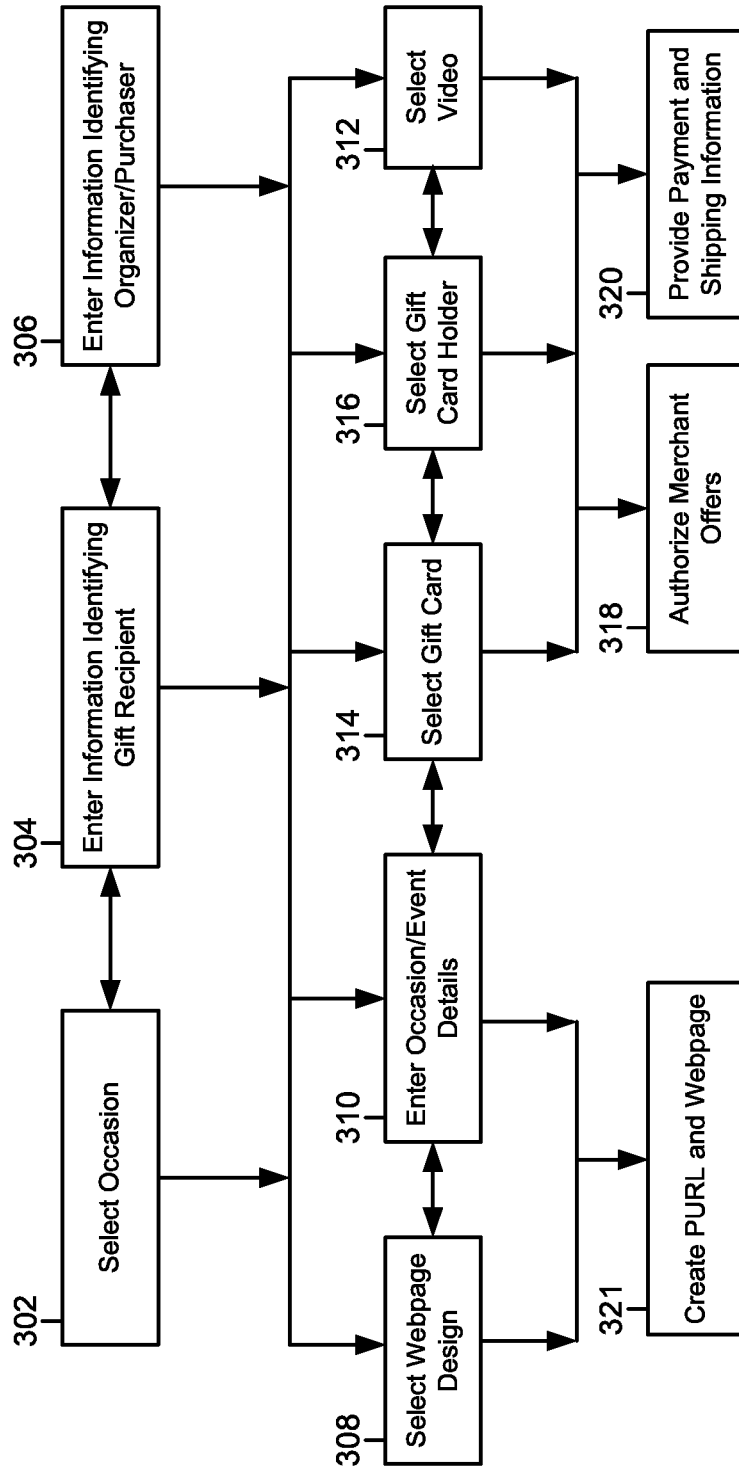 302
Select Occasion
304
Enter Information Identifying
Gift Recipient
306
Enter Information Identifying
Organizer/Purchaser
308
Select Webpage
Design
310
Enter Occasion/Event
Details
314
Select Gift Card
316
Select Gift
Card Holder
312
Select
Video
321
Create PURL and Webpage
318
Authorize Merchant
Offers
320
Provide Payment and
Shipping Information